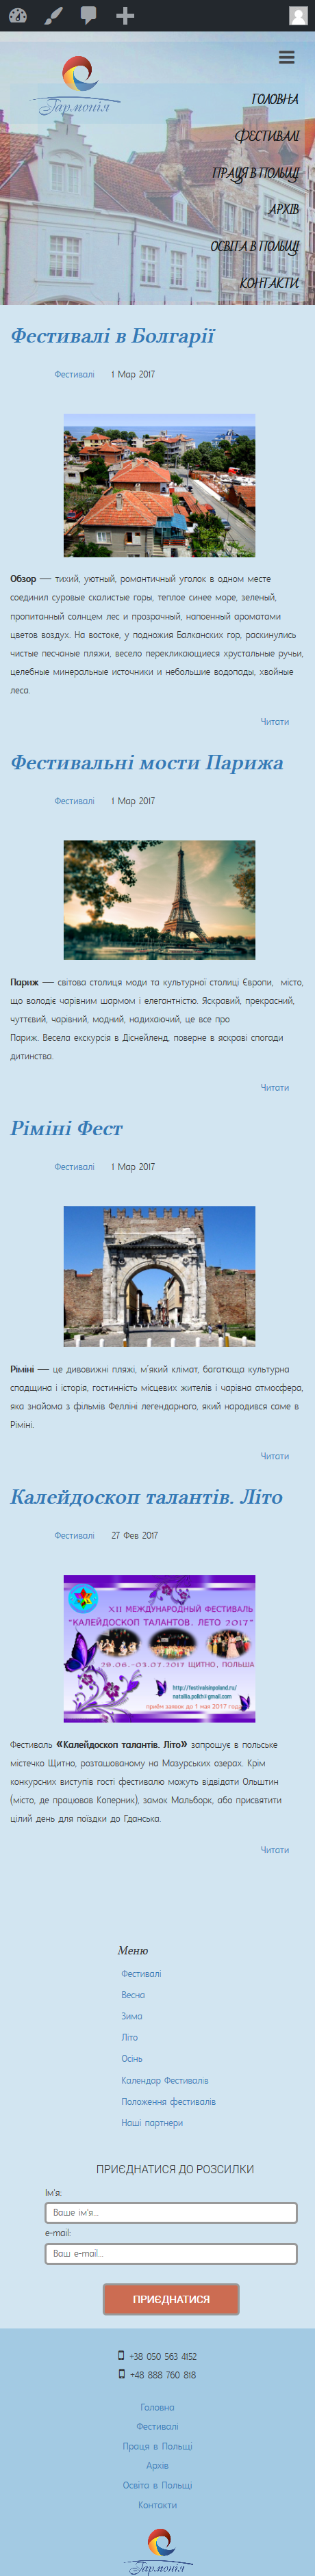 Гармонія
Головна
Фестивалі
Праця в Польщі
Архів
Освіта в Польщі
Контакти
Фестивалі в Болгарії
Фестивалі 1 Мар 2017
Обзор — тихий, уютный, романтичный уголок в одном месте
соединил суровые скалистые горы, теплое синее море, зеленый,
пропитанный солнцем лес и прозрачный, напоенный ароматами
цветов воздух. На востоке, у подножия Балканских гор, раскинулись
чистые песчаные пляжи, весело перекликающиеся хрустальные ручьи,
целебные минеральные источники и небольшие водопады, хвойные
леса.
Читати
Фестивальні мости Парижа
Фестивалі 1 Мар 2017
Париж — світова столиця моди та культурної столиці Європи, місто,
що володіє чарівним шармом і елегантністю. Яскравий, прекрасний,
чуттєвий, чарівний, модний, надихаючий, це все про
Париж. Весела екскурсія в Діснейленд, поверне в яскраві спогади
дитинства.
Читати
Ріміні Фест
Фестивалі 1 Мар 2017
Ріміні — це дивовижні пляжі, м'який клімат, багатюща культурна
спадщина і історія, гостинність місцевих жителів і чарівна атмосфера,
яка знайома з фільмів Фелліні легендарного, який народився саме в
Ріміні.
Читати
Калейдоскоп талантів. Літо
Фестивалі 27 Фев 2017
XII МЕЖДУНАРОДНЫЙ ФЕСТИВАЛЬ
"КАЛЕЙДОСКОП ТАЛАНТОВ. ЛЕТО 2017"
29.06.-03.07.2017 ЩИТНО, ПОЛЬША
http://festivalsinpoland.ru/
приём заявок до 1 мая 2017 год
Фестиваль «Калейдоскоп талантів. Літо» запрошує в польське
містечко Щитно, розташованому на Мазурських озерах. Крім
конкурсних виступів гості фестивалю можуть відвідати Ольштин
(місто, де працював Коперник), замок Мальборк, або присвятити
цілий день для поїздки до Гданська.
Читати
Меню
Фестивалі
Весна
Зима
Літо
Осінь
Календар Фестивалів
Положення фестивалів
Наші партнери
ПРИЄДНАТИСЯ ДО РОЗСИЛКИ
Ім'я:
Ваше ім'я...
e-mail:
Ваш e-mail...
ПРИЄДНАТИСЯ
+38 050 563 4152
+48 888 760 818
Головна
Фестивалі
Праця в Польщі
Архів
Освіта в Польщі
Контакти
Гармонія